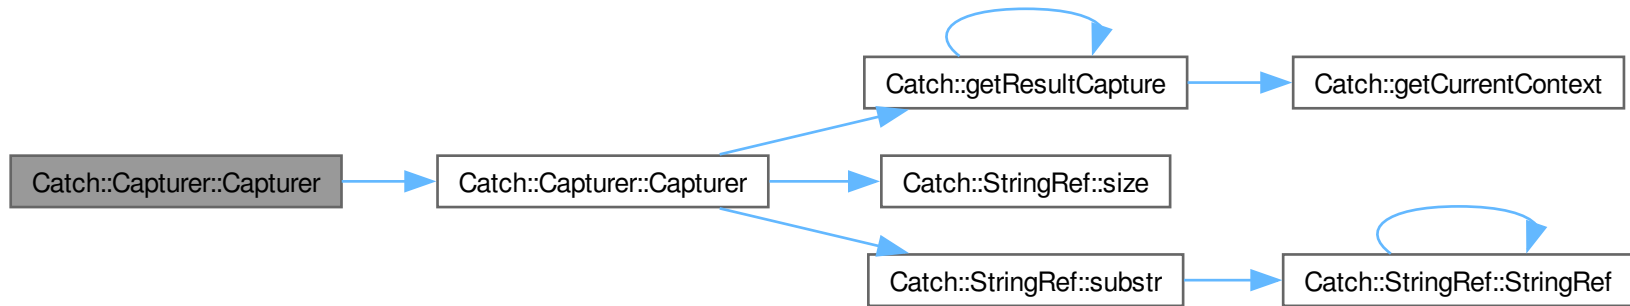 Catch::Capturer::Capturer
Catch::Capturer::Capturer
Catch::getResultCapture
Catch::getCurrentContext
Catch::StringRef::size
Catch::StringRef::substr
Catch::StringRef::StringRef